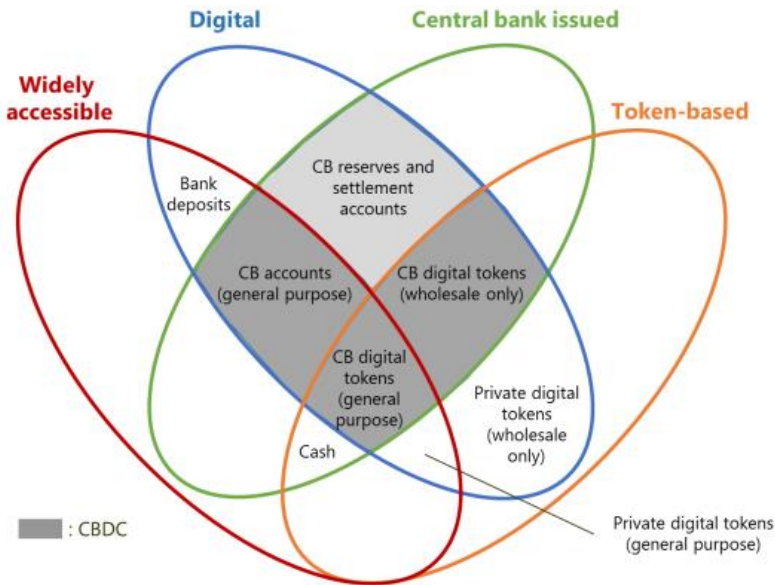 Digital
Central bank issued
Widely
accessible
Token-based
CB reserves and
settlement
accounts
Bank
deposits
CB accounts
(general purpose)
CB digital tokens
(wholesale only)
CB digital
tokens
(general
purpose)
Private digital
tokens
(wholesale
only)
Cash
: CBDC
Private digital tokens
(general purpose)